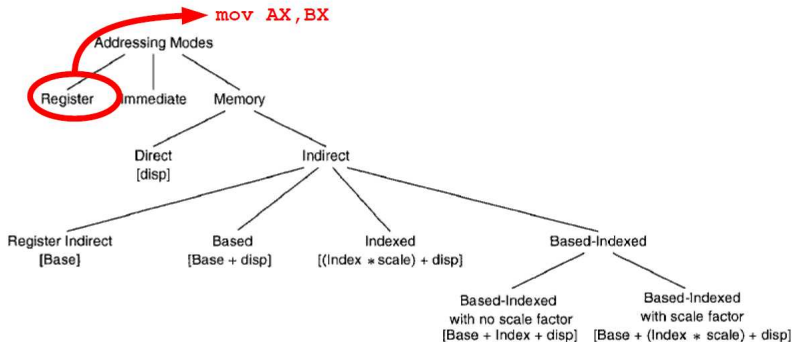 mov AX,BX
Addressing Modes
Register Immediate Memory
Direct Indirect
[disp]
Register Indirect Based Indexed Based-Indexed
[Base] [Base + disp] [(Index * scale) + disp]
Based-Indexed Based-Indexed
with no scale factor with scale factor
[Base + Index + disp] [Base + (Index * scale) + disp]